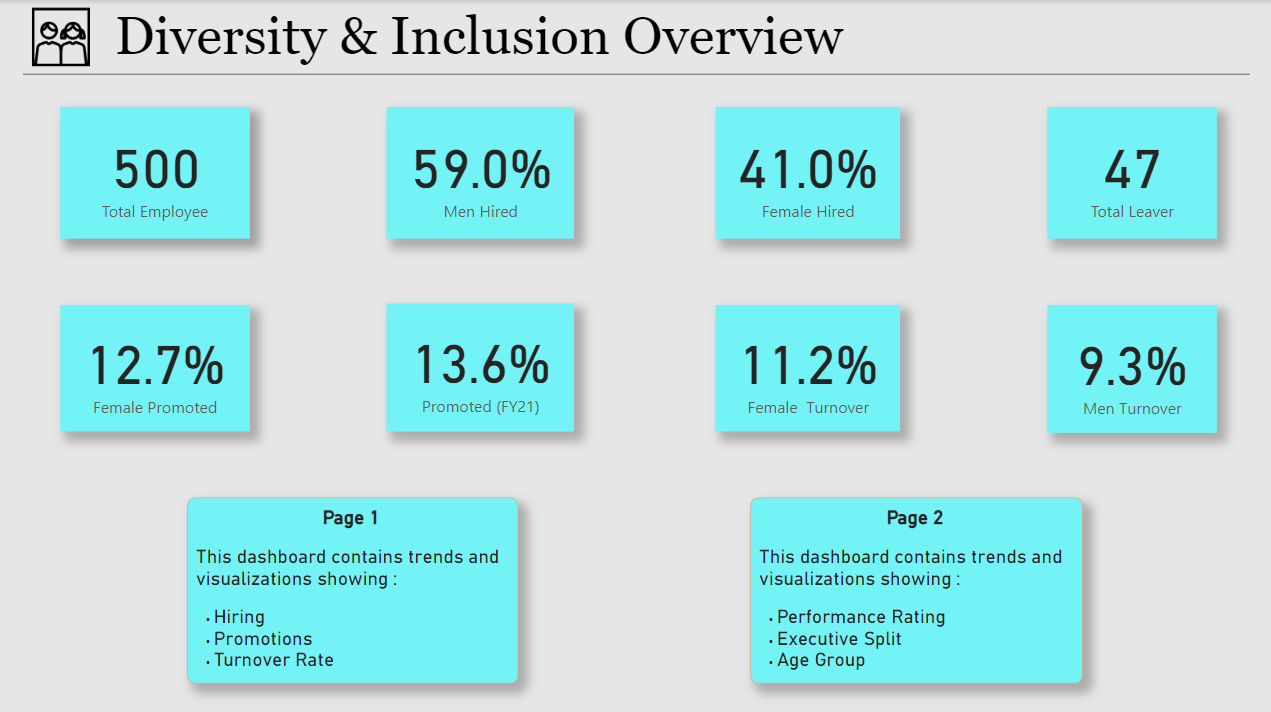 Diversity & Inclusion Overview
500
Total Employee
59.0%
Men Hired
41.0%
Female Hired
47
Total Leaver
12.7%
Female Promoted
13.6%
Promoted (FY21)
11.2%
Female  Turnover
9.3%
Men Turnover
Page 1
This dashboard contains trends and
visualizations showing :
• Hiring
• Promotions
• Turnover Rate
Page 2
This dashboard contains trends and
visualizations showing :
• Performance Rating
• Executive Split
• Age Group